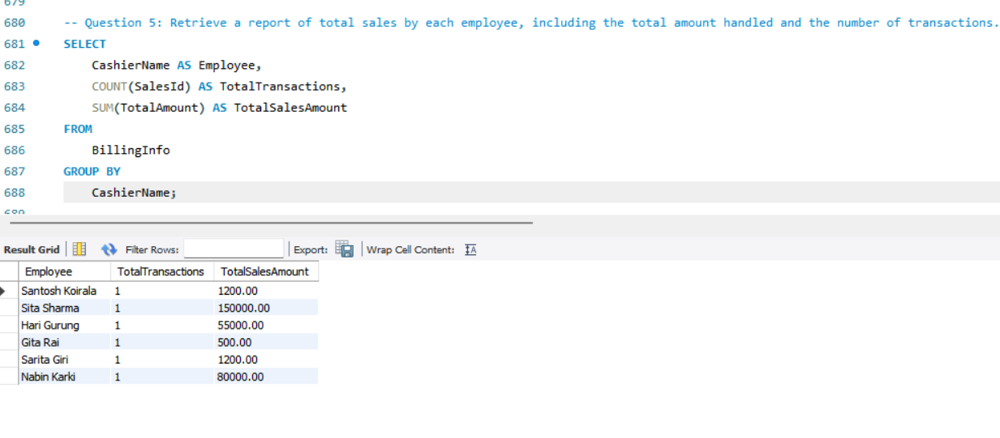 679
680 -- Question 5: Retrieve a report of total sales by each employee, including the total amount handled and the number of transactions.
681 SELECT
682 CashierName AS Employee,
683 COUNT(SalesId) AS TotalTransactions,
684 SUM(TotalAmount) AS TotalSalesAmount
685 FROM
686 BillingInfo
687 GROUP BY
688 CashierName;
689
Result Grid Filter Rows: Export: Wrap Cell Content: IA
Employee TotalTransactions TotalSalesAmount
Santosh Koirala 1 1200.00
Sita Sharma 1 150000.00
Hari Gurung 1 55000.00
Gita Rai 1 500.00
Sarita Giri 1 1200.00
Nabin Karki 1 80000.00